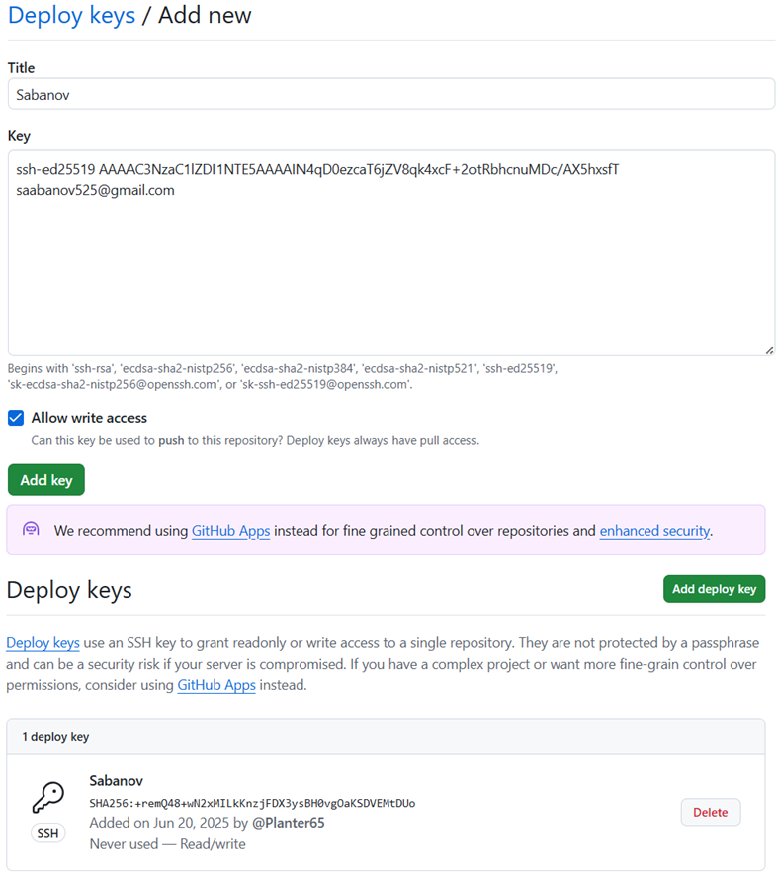 Deploy keys / Add new
Title
Sabanov
Key
ssh-ed25519 AAAAC3NzaC1lZDI1NTE5AAAAIN4qD0ezcaT6jZV8qk4xcF+2otRbhcnuMDc/AX5hxsfT
saabanov525@gmail.com
Begins with 'ssh-rsa', 'ecdsa-sha2-nistp256', 'ecdsa-sha2-nistp384', 'ecdsa-sha2-nistp521', 'ssh-ed25519',
'sk-ecdsa-sha2-nistp256@openssh.com', or 'sk-ssh-ed25519@openssh.com'.
Allow write access
Can this key be used to push to this repository? Deploy keys always have pull access.
Add key
We recommend using GitHub Apps instead for fine grained control over repositories and enhanced security.
Deploy keys
Add deploy key
Deploy keys use an SSH key to grant readonly or write access to a single repository. They are not protected by a passphrase
and can be a security risk if your server is compromised. If you have a complex project or want more fine-grain control over
permissions, consider using GitHub Apps instead.
1 deploy key
Sabanov
SHA256:+remQ48+wN2xMILkKnzjFDX3ysBH0vgOaKSDVEMtDUo
Added on Jun 20, 2025 by @Planter65
Never used — Read/write
SSH
Delete